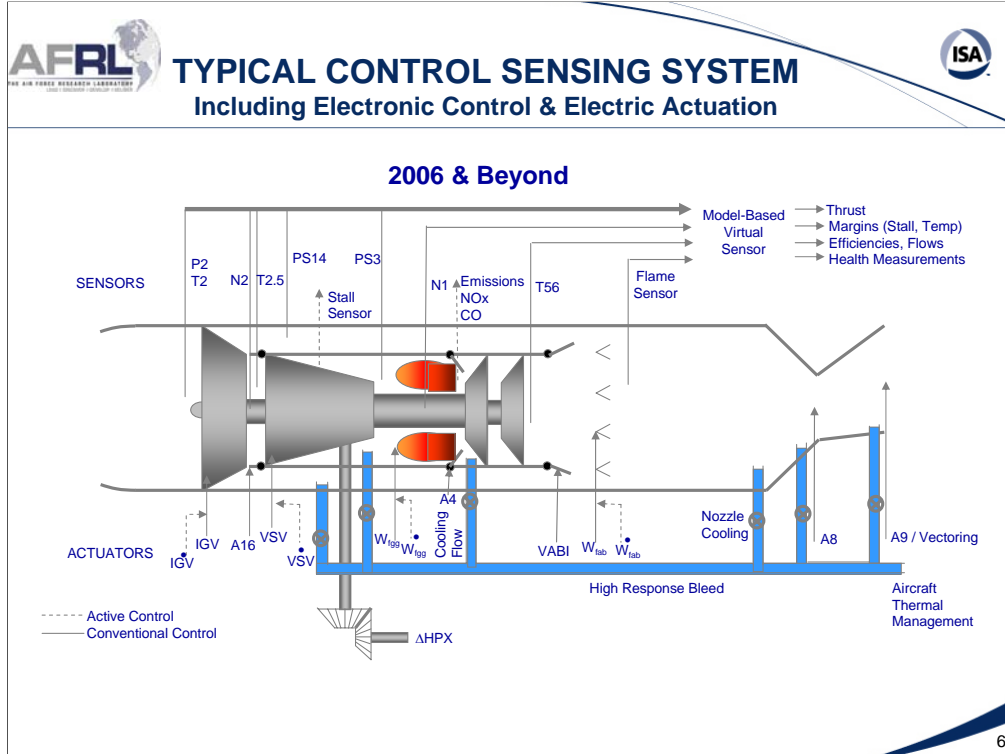 AFRL
THE AIR FORCE RESEARCH LABORATORY
LEAD | DISCOVER | DEVELOP | DELIVER
ISA
TYPICAL CONTROL SENSING SYSTEM
Including Electronic Control & Electric Actuation
2006 & Beyond
SENSORS
P2
T2
N2
T2.5
PS14
Stall
Sensor
PS3
N1
Emissions
NOx
CO
T56
Flame
Sensor
Model-Based
Virtual
Sensor
Thrust
Margins (Stall, Temp)
Efficiencies, Flows
Health Measurements
ACTUATORS
IGV
IGV
A16
VSV
VSV
Wfgg
Wfgg
A4
Cooling
Flow
VABI
Wfab
Wfab
Nozzle
Cooling
A8
A9 / Vectoring
High Response Bleed
Aircraft
Thermal
Management
Active Control
Conventional Control
ΔHPX
6